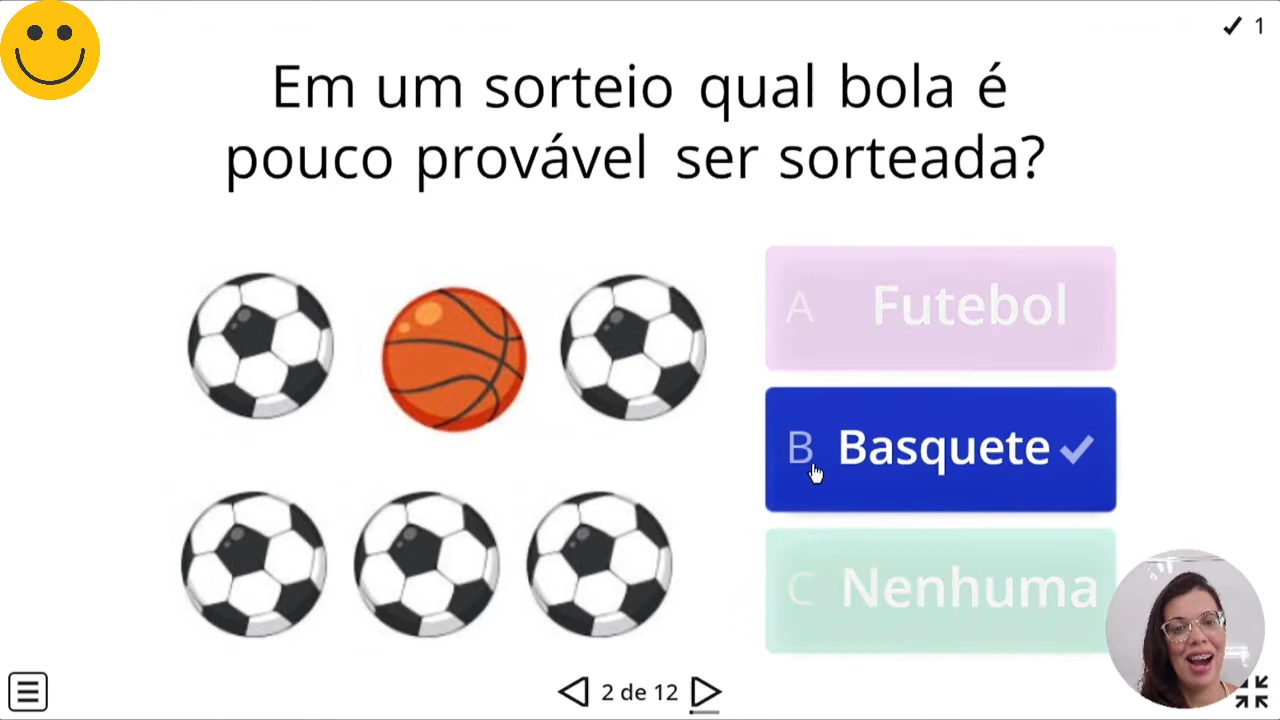 ✓ 1
Em um sorteio qual bola é
pouco provável ser sorteada?
A Futebol
B Basquete ✓
C Nenhuma
2 de 12